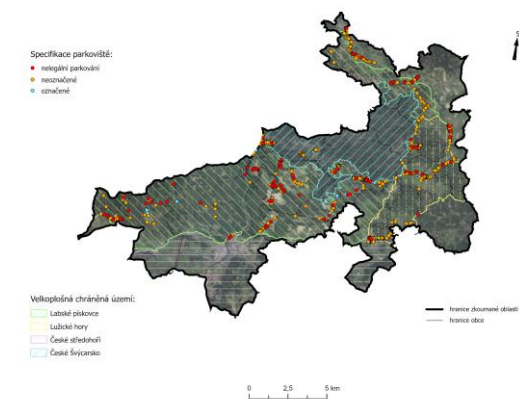 S
Specifikace parkoviště:
nelegální parkování
neoznačené
označené
Velkoplošná chráněná území:
Labské pískovce
Lužické hory
České středohoří
České Švýcarsko
hranice zkoumané oblasti
hranice obce
0 2,5 5 km